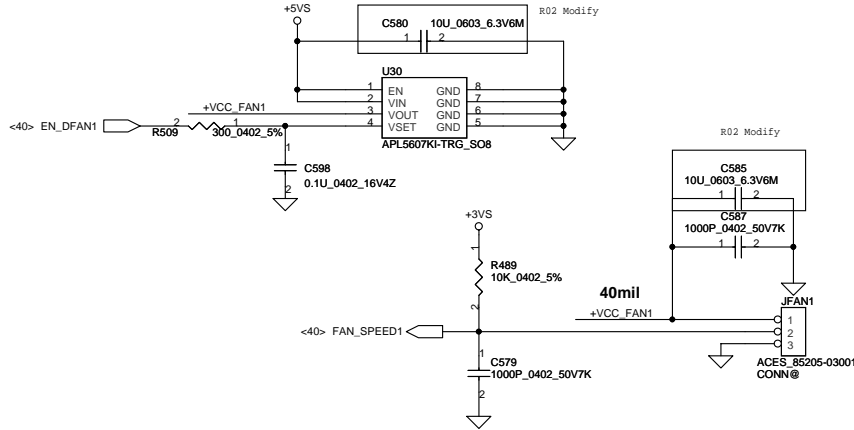 +5VS
C580
10U_0603_6.3V6M
1
2
R02 Modify
U30
1
EN
GND
8
2
VIN
GND
7
+VCC_FAN1
3
VOUT
GND
6
4
VSET
GND
5
APL5607KI-TRG_SO8
<40> EN_DFAN1
R509
2
1
300_0402_5%
1
C598
0.1U_0402_16V4Z
2
R02 Modify
C585
10U_0603_6.3V6M
1
2
C587
1000P_0402_50V7K
1
2
+3VS
1
R489
10K_0402_5%
2
40mil
+VCC_FAN1
<40> FAN_SPEED1
JFAN1
1
2
3
ACES_85205-03001
CONN@
1
C579
1000P_0402_50V7K
2